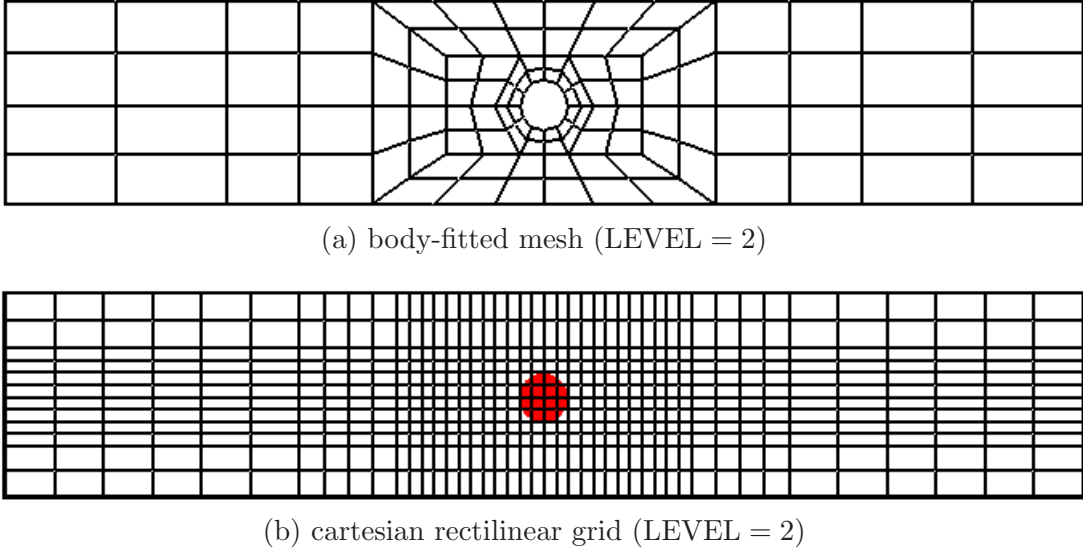 (a) body-fitted mesh (LEVEL = 2)
(b) cartesian rectilinear grid (LEVEL = 2)